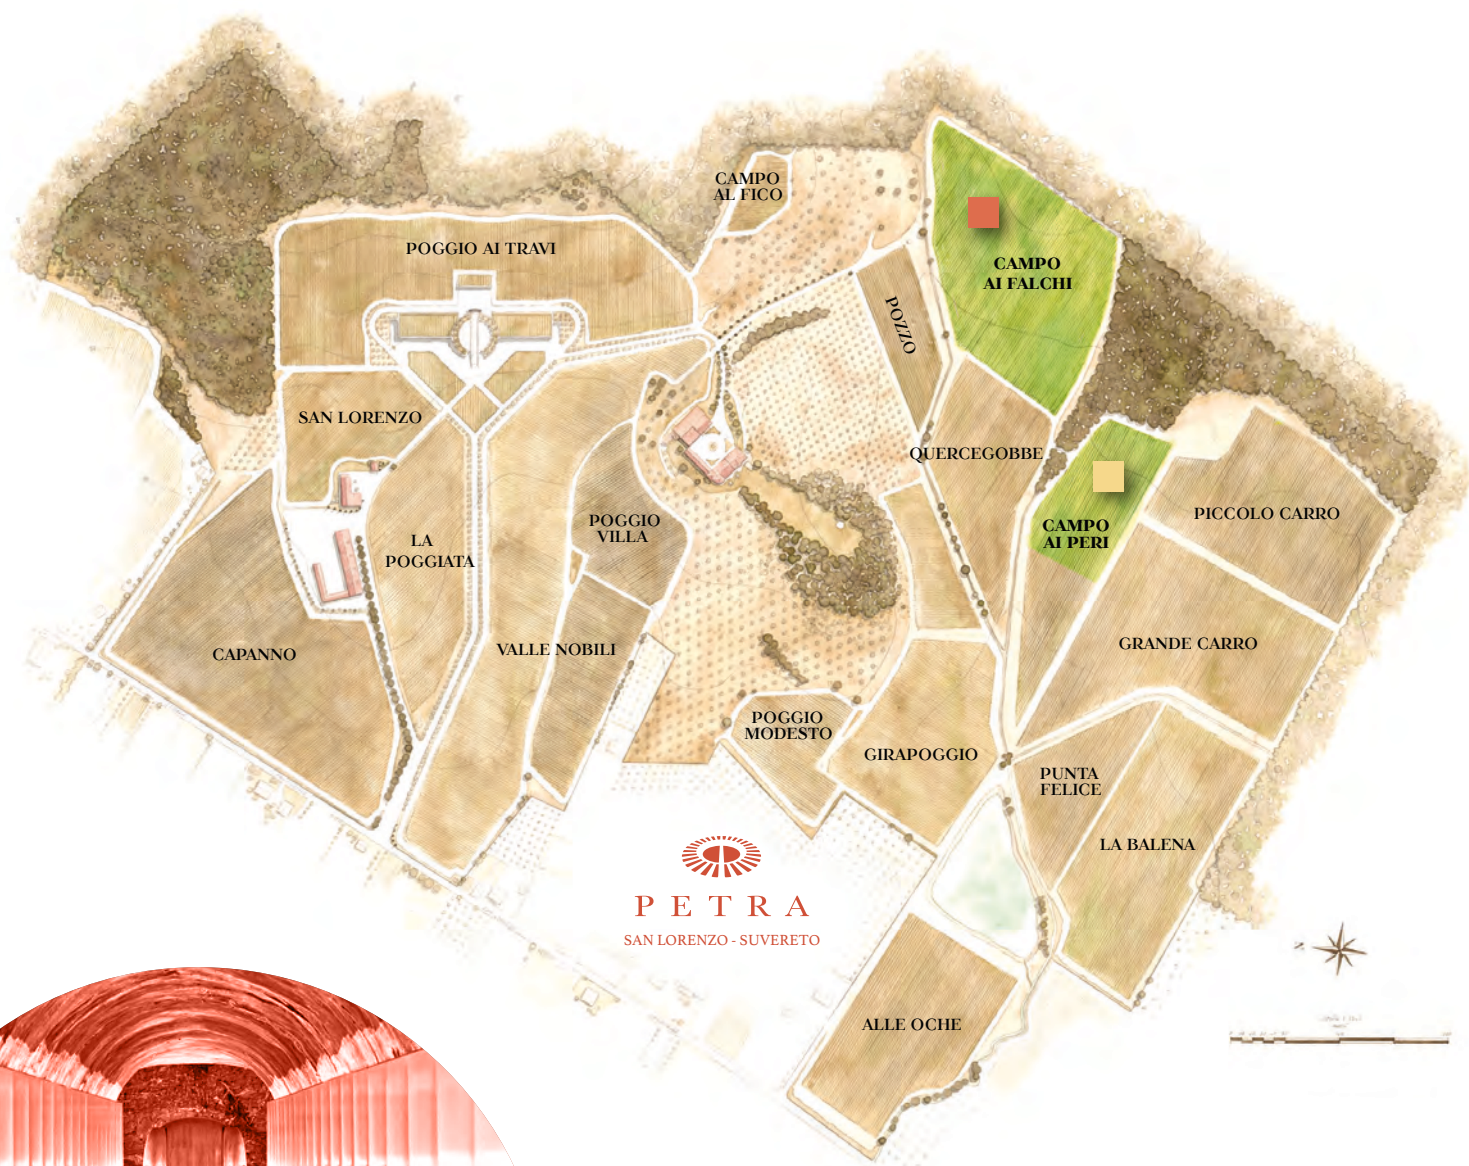 CAMPO
AL FICO
POGGIO AI TRAVI
CAMPO
AI FALCHI
POZZO
SAN LORENZO
QUERCEGOBBE
POGGIO
VILLA
CAMPO
AI PERI
PICCOLO CARRO
LA
POGGIATA
CAPANNO
VALLE NOBILI
GRANDE CARRO
POGGIO
MODESTO
GIRAPOGGIO
PUNTA
FELICE
LA BALENA
PETRA
SAN LORENZO - SUVERETO
ALLE OCHE